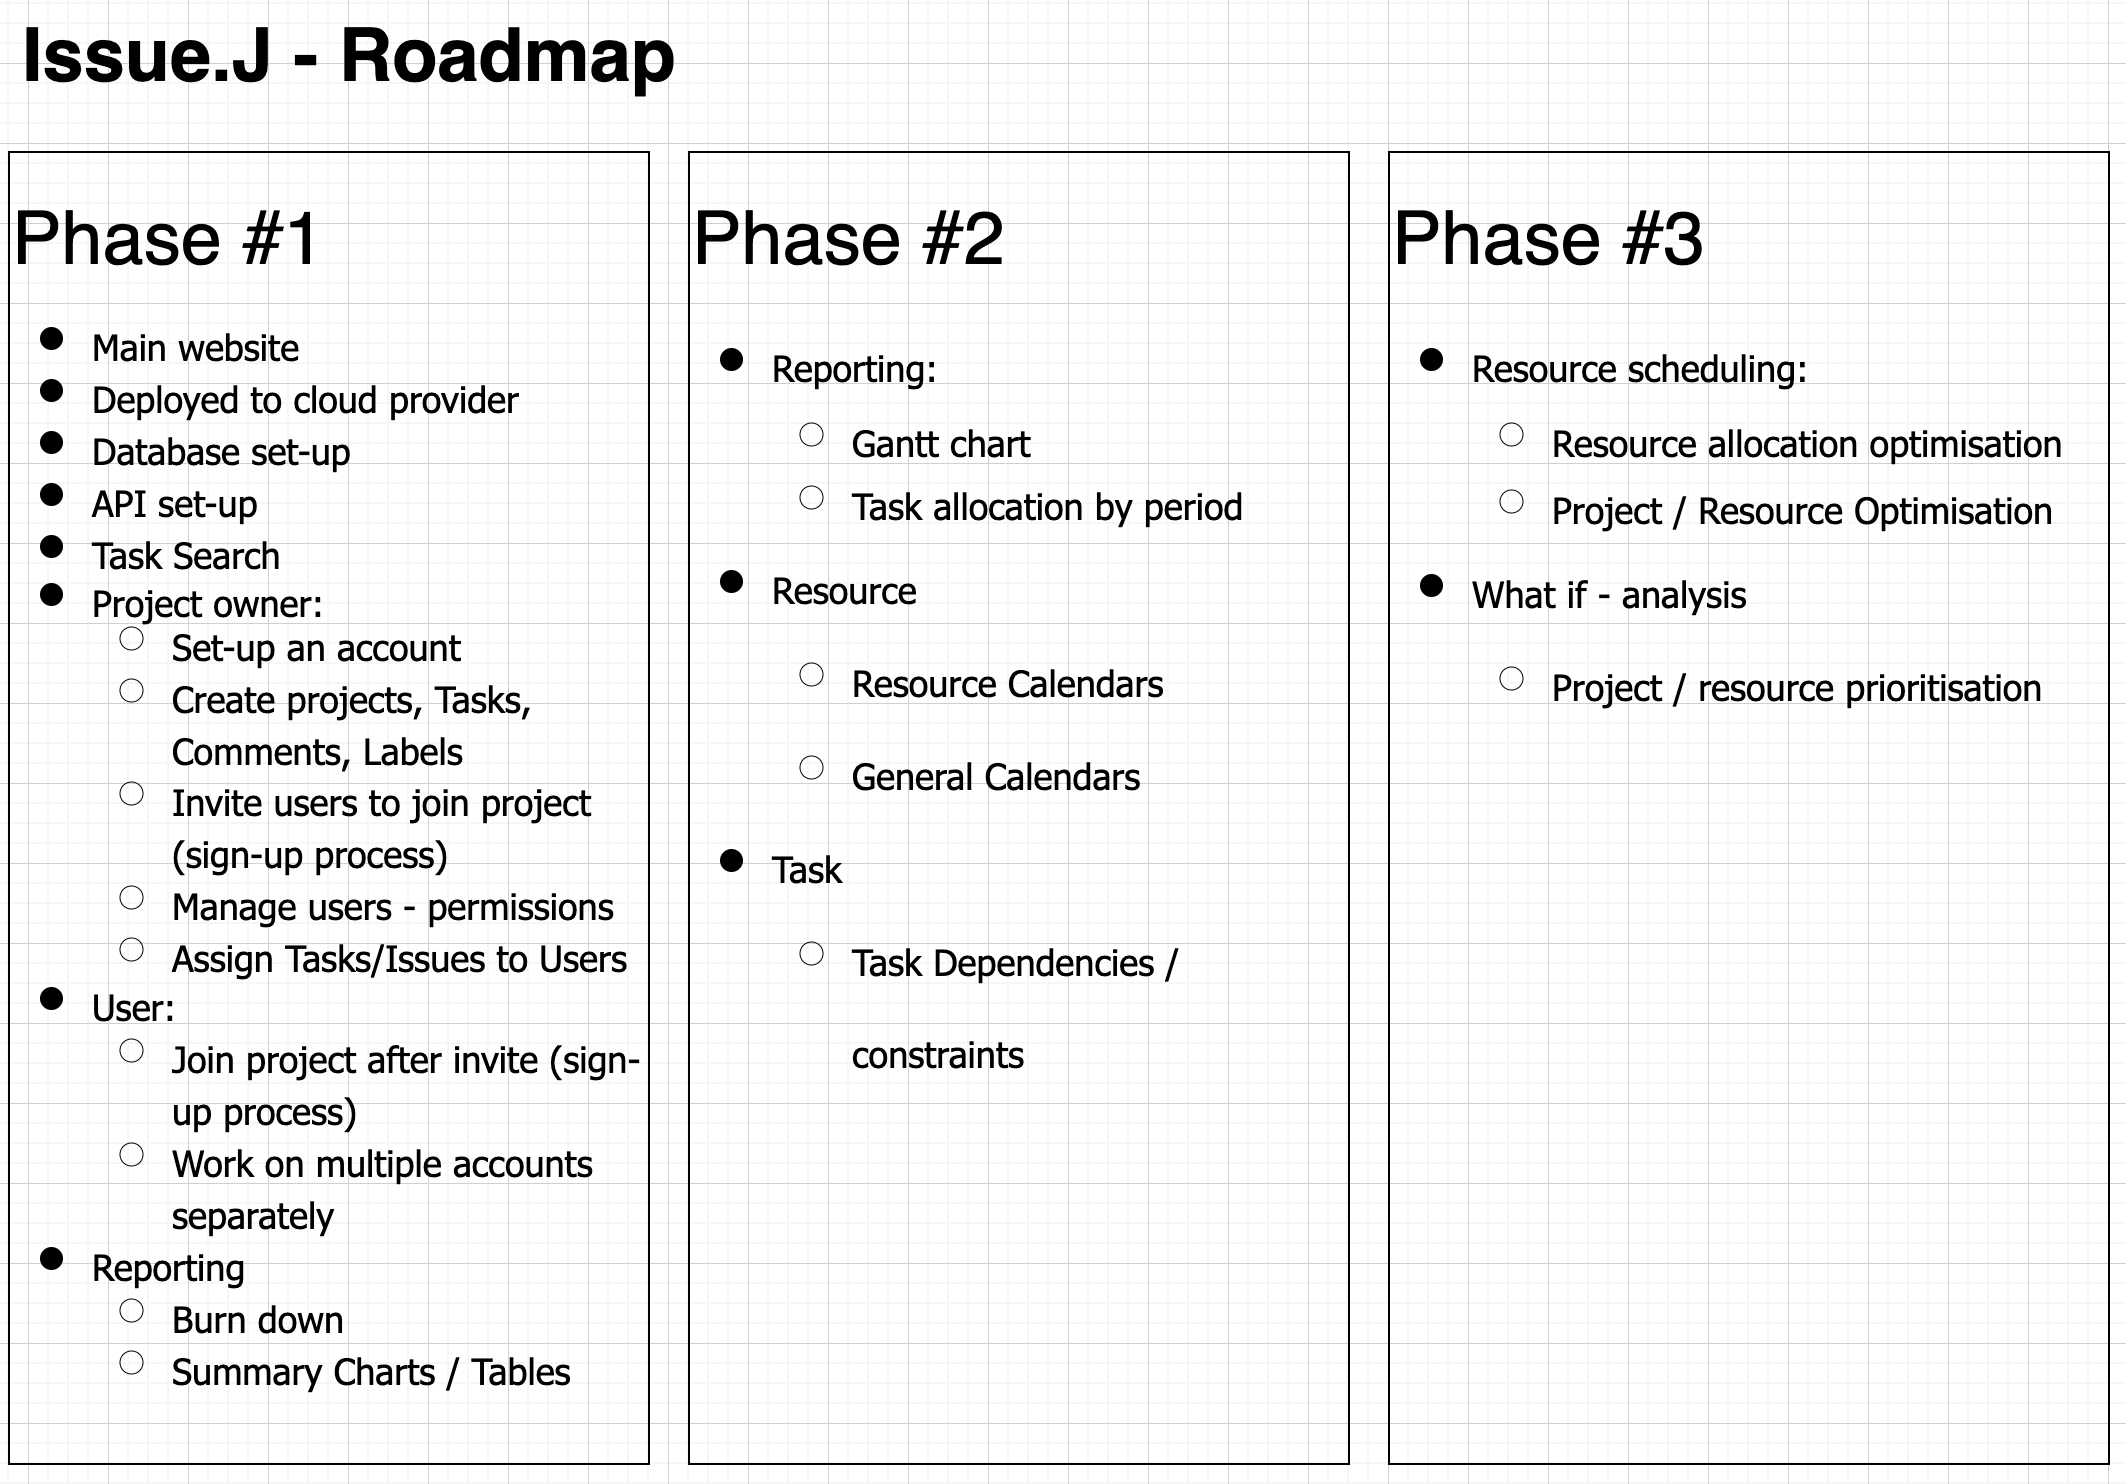 Issue.J - Roadmap
Phase #1
Main website
Deployed to cloud provider
Database set-up
API set-up
Task Search
Project owner:
Set-up an account
Create projects, Tasks,
Comments, Labels
Invite users to join project
(sign-up process)
Manage users - permissions
Assign Tasks/Issues to Users
User:
Join project after invite (sign-
up process)
Work on multiple accounts
separately
Reporting
Burn down
Summary Charts / Tables
Phase #2
Reporting:
Gantt chart
Task allocation by period
Resource
Resource Calendars
General Calendars
Task
Task Dependencies /
constraints
Phase #3
Resource scheduling:
Resource allocation optimisation
Project / Resource Optimisation
What if - analysis
Project / resource prioritisation